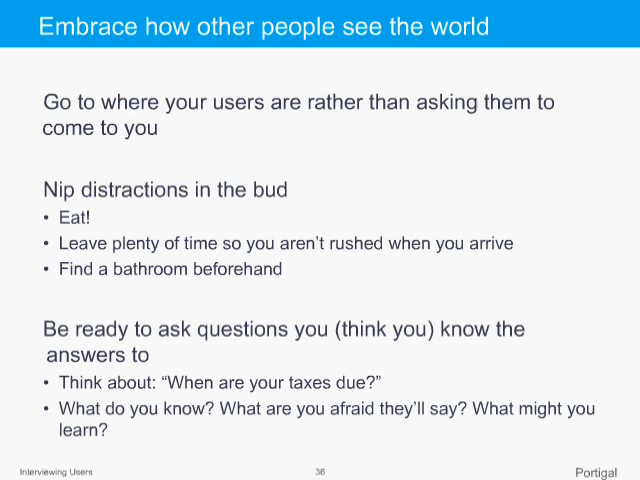 Embrace how other people see the world
Go to where your users are rather than asking them to
come to you
Nip distractions in the bud
• Eat!
• Leave plenty of time so you aren’t rushed when you arrive
• Find a bathroom beforehand
Be ready to ask questions you (think you) know the
answers to
• Think about: “When are your taxes due?”
• What do you know? What are you afraid they’ll say? What might you
learn?
Interviewing Users
36
Portigal